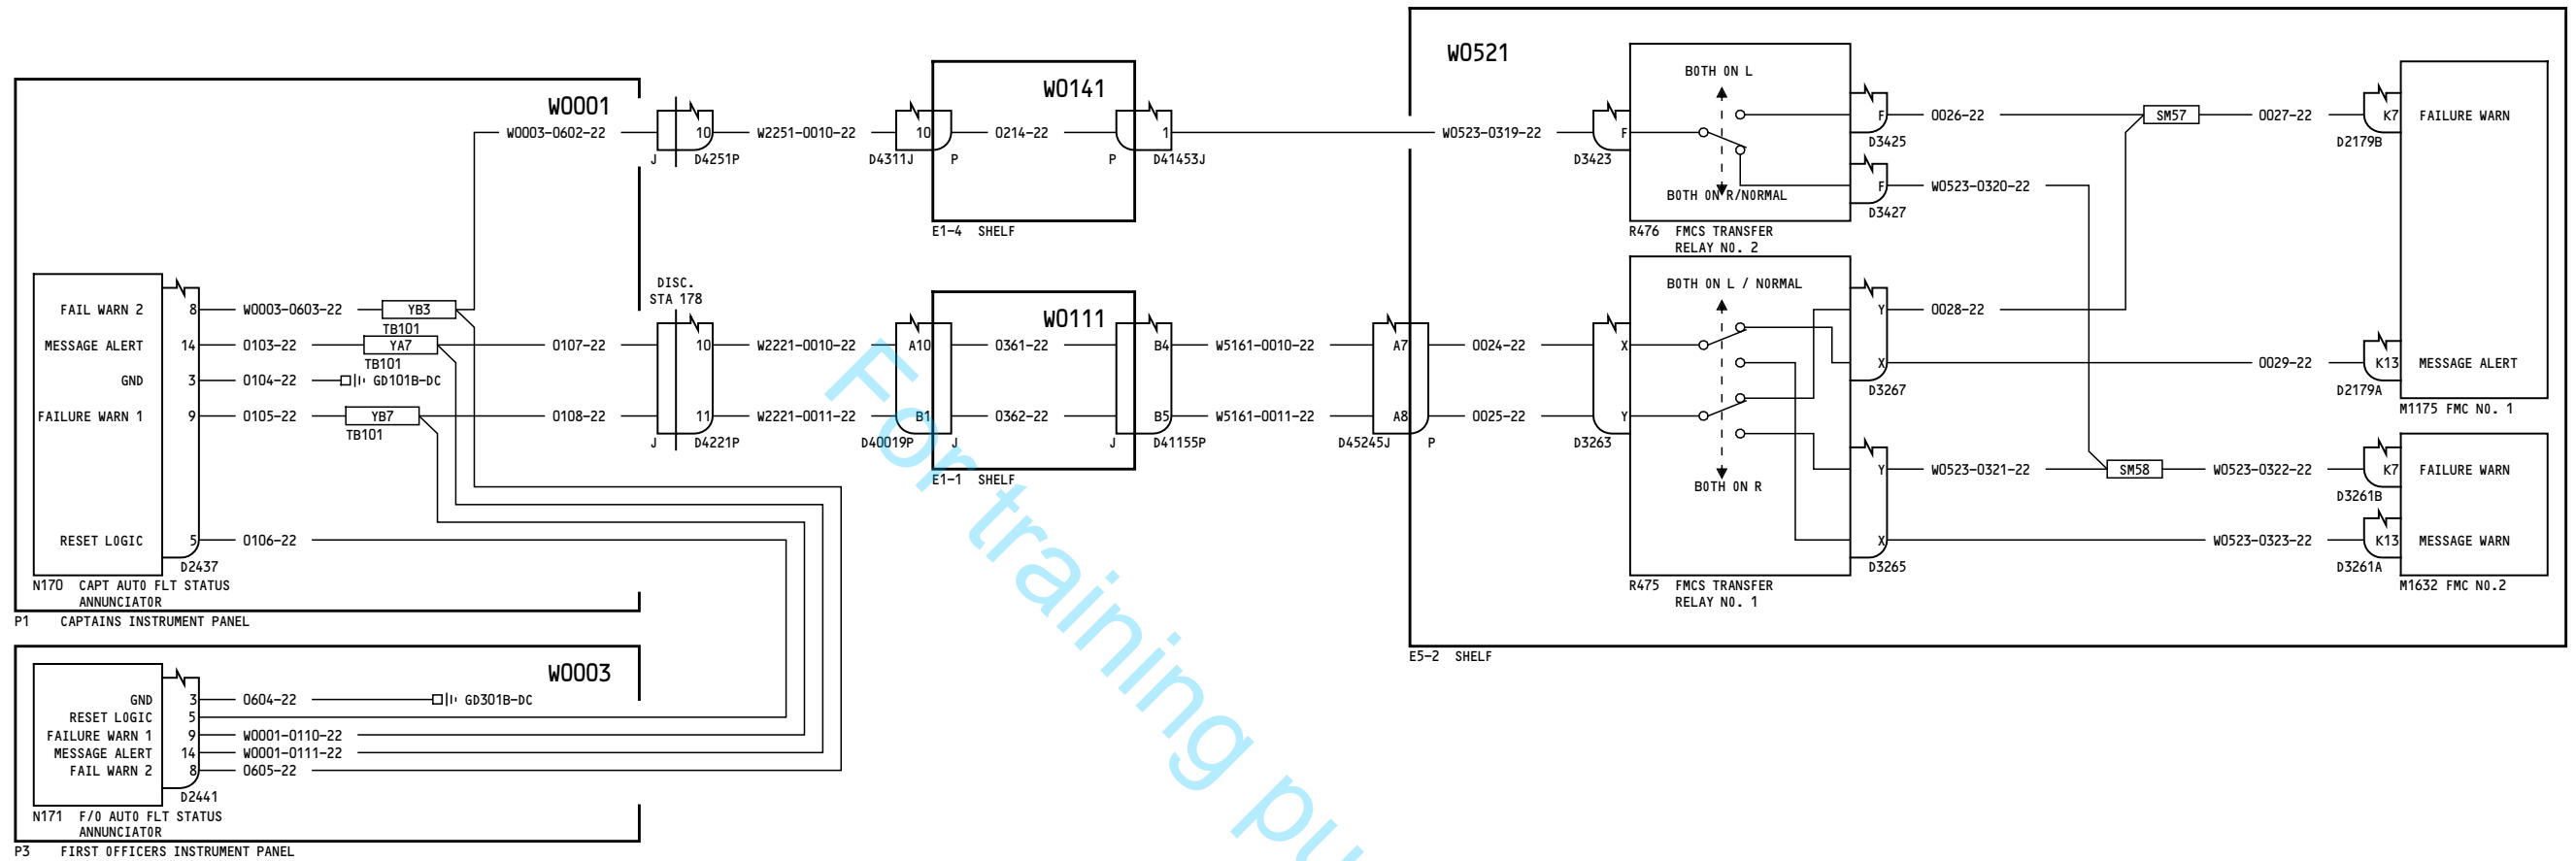 W0521
W0141
W0001
BOTH ON L
W0003-0602-22
10
W2251-0010-22
10
0214-22
1
W0523-0319-22
F
F
0026-22
SM57
0027-22
K7
FAILURE WARN
J
D4251P
D4311J
P
P
D41453J
D3423
D3425
D2179B
BOTH ON R/NORMAL
F
W0523-0320-22
D3427
E1-4 SHELF
R476 FMCS TRANSFER
RELAY NO. 2
DISC.
STA 178
BOTH ON L / NORMAL
W0111
FAIL WARN 2
8
W0003-0603-22
YB3
TB101
Y
0028-22
MESSAGE ALERT
14
0103-22
YA7
TB101
0107-22
10
W2221-0010-22
A10
0361-22
B4
W5161-0010-22
A7
0024-22
X
X
0029-22
K13
MESSAGE ALERT
D3267
D2179A
GND
3
0104-22
GD101B-DC
M1175 FMC NO. 1
FAILURE WARN 1
9
0105-22
YB7
TB101
0108-22
11
W2221-0011-22
B1
0362-22
B5
W5161-0011-22
A8
0025-22
Y
J
D4221P
D40019P
J
J
D41155P
D45245J
P
D3263
Y
W0523-0321-22
SM58
W0523-0322-22
K7
FAILURE WARN
D3261B
E1-1 SHELF
BOTH ON R
RESET LOGIC
5
0106-22
X
W0523-0323-22
K13
MESSAGE WARN
D2437
D3265
D3261A
N170 CAPT AUTO FLT STATUS
ANNUNCIATOR
R475 FMCS TRANSFER
RELAY NO. 1
M1632 FMC NO.2
P1 CAPTAINS INSTRUMENT PANEL
E5-2 SHELF
W0003
GND
3
0604-22
GD301B-DC
RESET LOGIC
5
FAILURE WARN 1
9
W0001-0110-22
MESSAGE ALERT
14
W0001-0111-22
FAIL WARN 2
8
0605-22
D2441
N171 F/O AUTO FLT STATUS
ANNUNCIATOR
P3 FIRST OFFICERS INSTRUMENT PANEL
For training pu